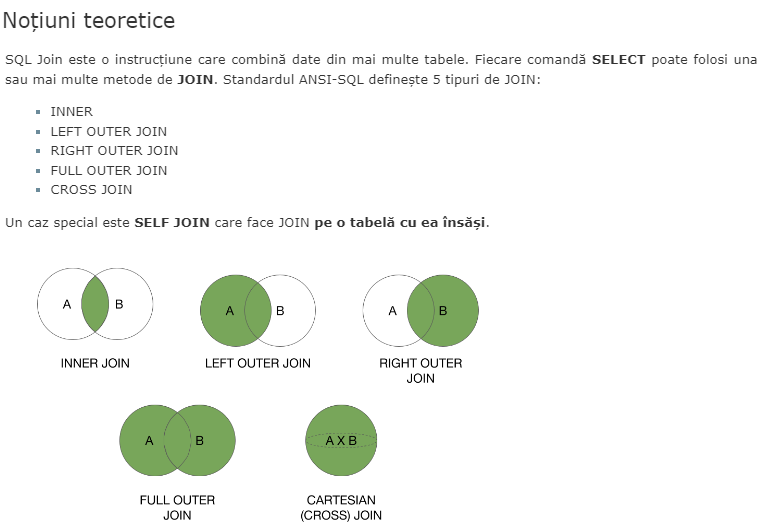 Noțiuni teoretice
SQL Join este o instrucțiune care combină date din mai multe tabele. Fiecare comandă SELECT poate folosi una
sau mai multe metode de JOIN. Standardul ANSI-SQL definește 5 tipuri de JOIN:
INNER
LEFT OUTER JOIN
RIGHT OUTER JOIN
FULL OUTER JOIN
CROSS JOIN
Un caz special este SELF JOIN care face JOIN pe o tabelă cu ea însăşi.
A B
INNER JOIN
A B
LEFT OUTER JOIN
A B
RIGHT OUTER
JOIN
A B
FULL OUTER
JOIN
A X B
CARTESIAN
(CROSS) JOIN